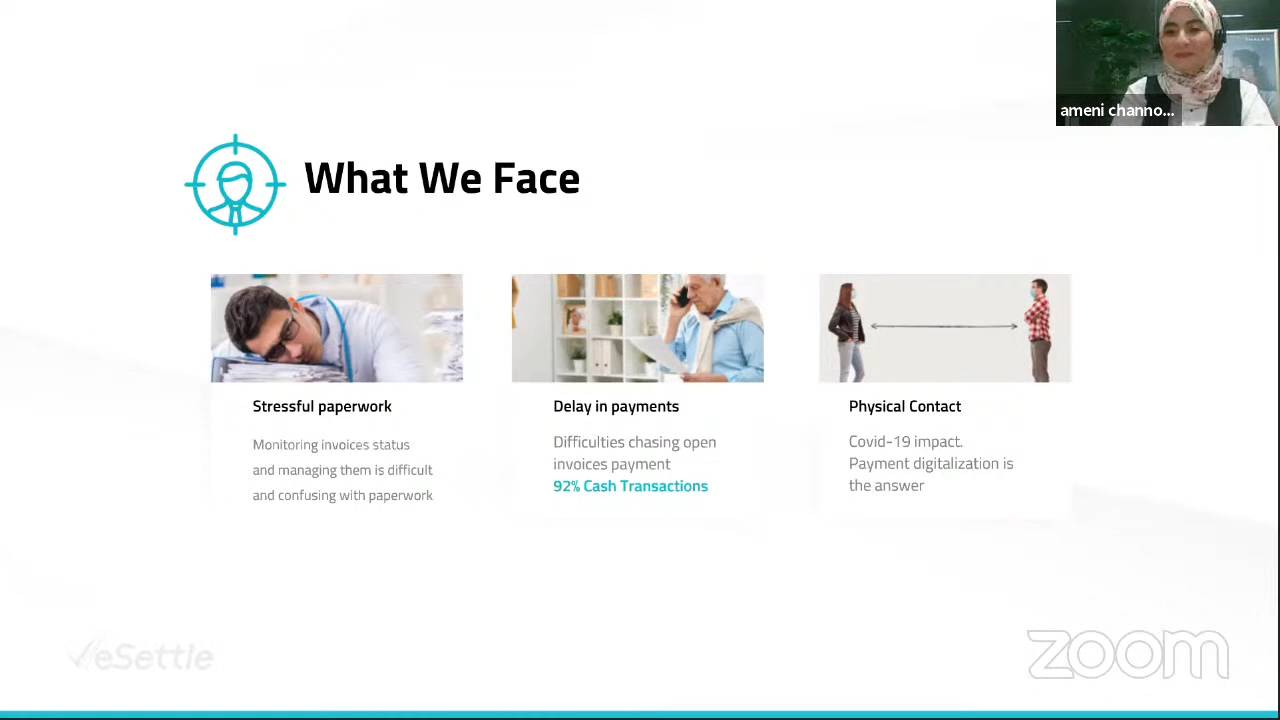 ameni channo...
What We Face
Stressful paperwork
Monitoring invoices status
and managing them is difficult
and confusing with paperwork
Delay in payments
Difficulties chasing open
invoices payment
92% Cash Transactions
Physical Contact
Covid-19 impact.
Payment digitalization is
the answer
eSettle
zoom